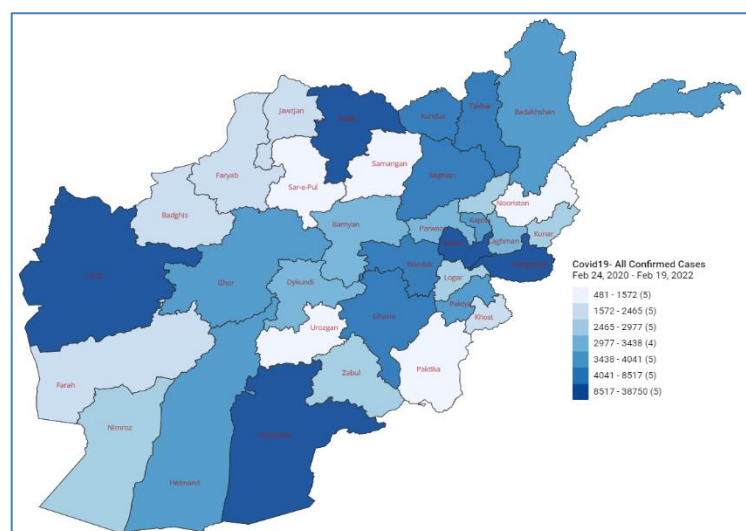 Jawzjan
Kunduz
Takhar
Badakhshan
Samangan
Faryab
Baghlan
Sar-e-Pul
Nooristan
Badghis
Bamyan
Parwan
Kunar
Laghman
Covid19- All Confirmed Cases
Feb 24, 2020 - Feb 19, 2022
Ghor
Wardak
Logar
Dykundi
481 - 1572 (5)
1572 - 2465 (5)
2465 - 2977 (5)
2977 - 3438 (4)
3438 - 4041 (5)
4041 - 8517 (5)
8517 - 38750 (5)
Khost
Ghazni
Urozgan
Paktika
Zabul
Farah
Nimroz
Helmand